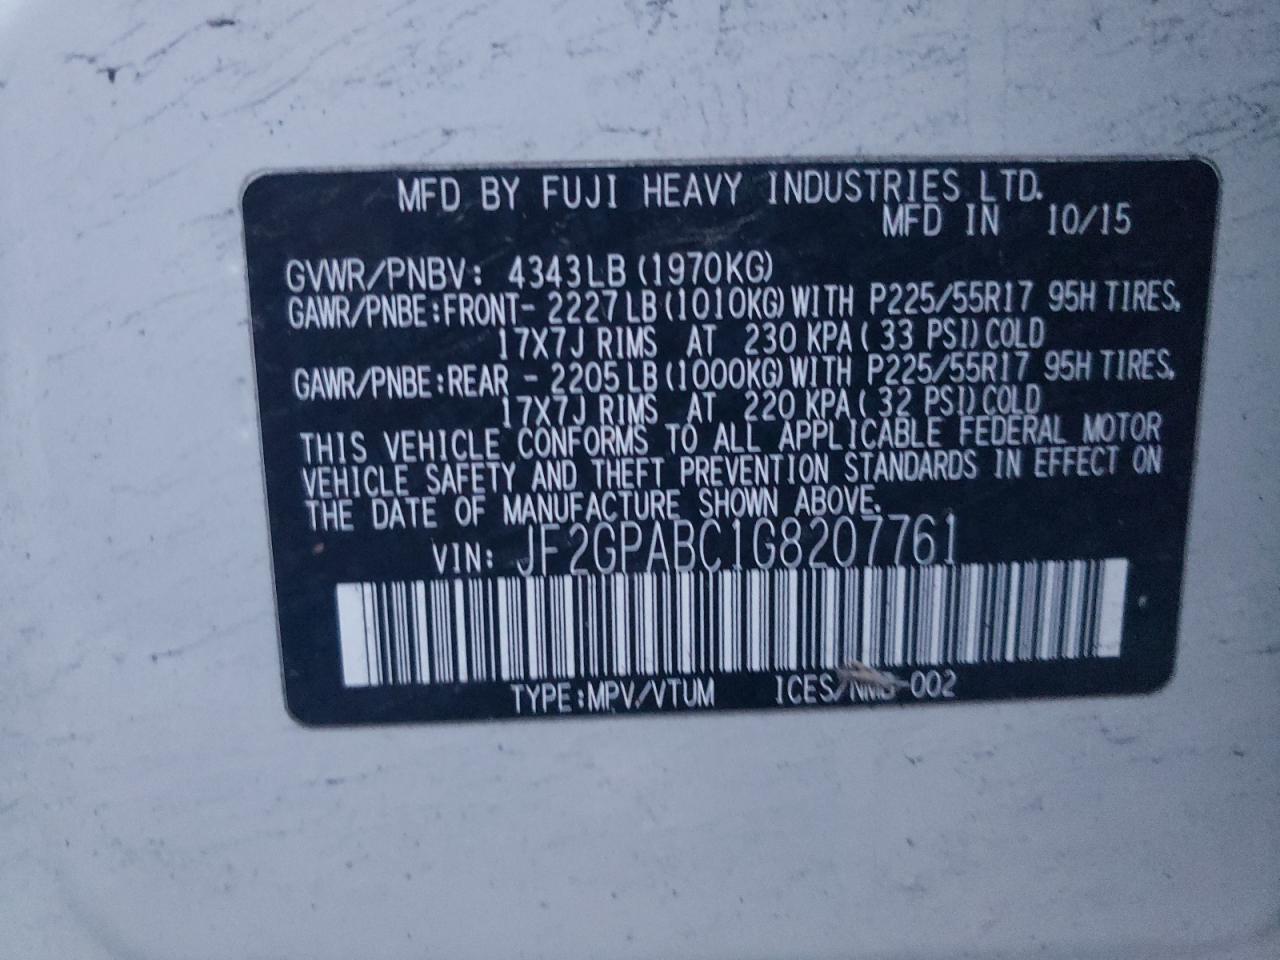 MFD BY FUJI HEAVY INDUSTRIES LTD.
MFD IN 10/15
GVWR/PNBV: 4343LB (1970KG)
GAWR/PNBE:FRONT- 2227LB (1010KG) WITH P225/55R17 95H TIRES,
17X7J RIMS AT 230 KPA ( 33 PSI) COLD
GAWR/PNBE:REAR - 2205LB (1000KG) WITH P225/55R17 95H TIRES,
17X7J RIMS AT 220 KPA ( 32 PSI) COLD
THIS VEHICLE CONFORMS TO ALL APPLICABLE FEDERAL MOTOR
VEHICLE SAFETY AND THEFT PREVENTION STANDARDS IN EFFECT ON
THE DATE OF MANUFACTURE SHOWN ABOVE.
VIN: JF2GPABC1G8207761
TYPE:MPV/VTUM ICES/NMB-002